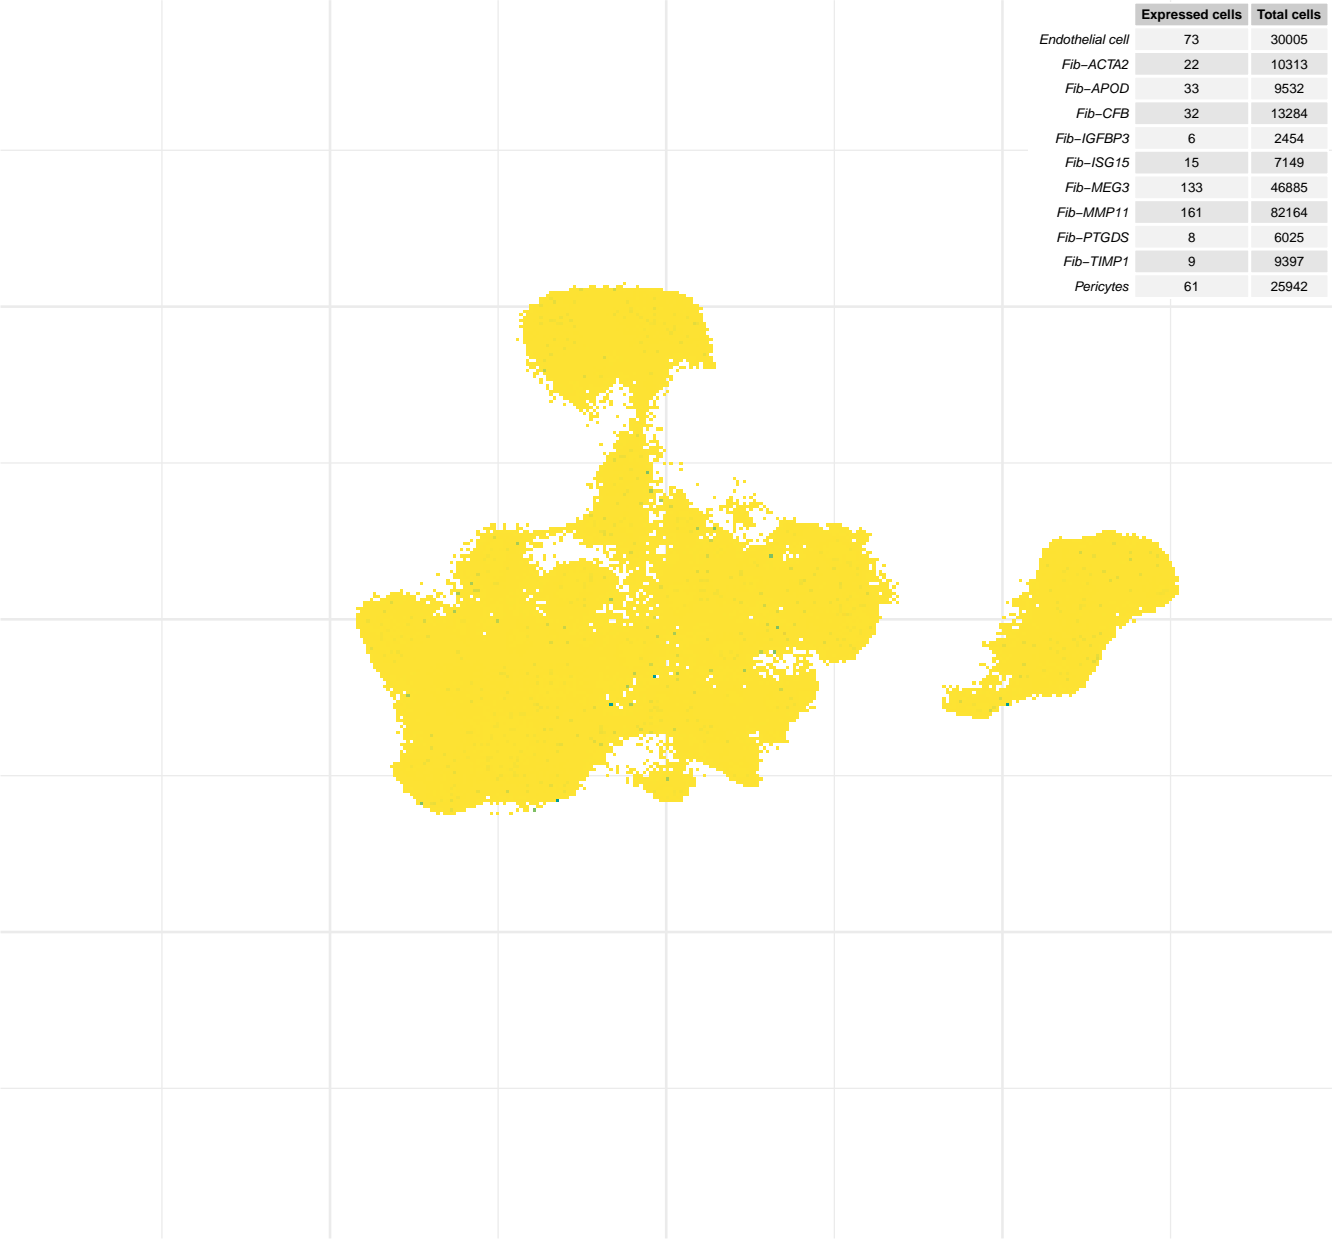 Expressed cells Total cells
Endothelial cell 73 30005
Fib−ACTA2 22 10313
Fib−APOD 33 9532
Fib−CFB 32 13284
Fib−IGFBP3 6 2454
Fib−ISG15 15 7149
Fib−MEG3 133 46885
Fib−MMP11 161 82164
Fib−PTGDS 8 6025
Fib−TIMP1 9 9397
Pericytes 61 25942